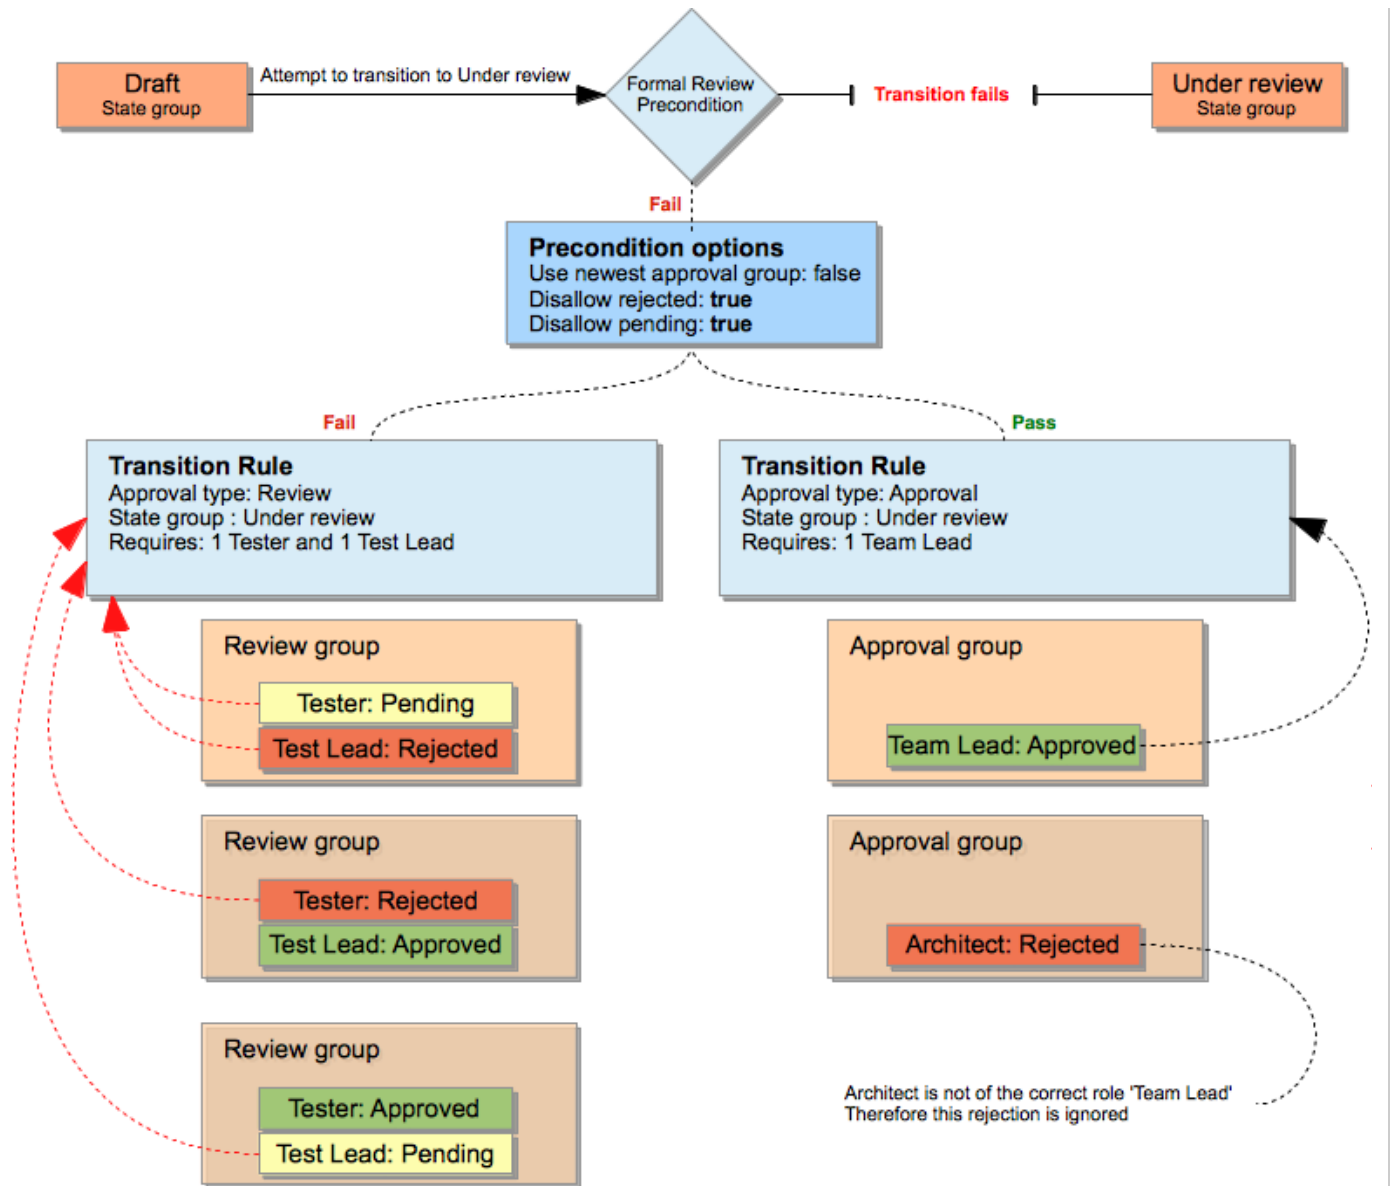 Draft
State group
Attempt to transition to Under review
Formal Review
Precondition
Transition fails
Under review
State group
Fail
Precondition options
Use newest approval group: false
Disallow rejected: true
Disallow pending: true
Fail
Pass
Transition Rule
Approval type: Review
State group : Under review
Requires: 1 Tester and 1 Test Lead
Transition Rule
Approval type: Approval
State group : Under review
Requires: 1 Team Lead
Review group
Tester: Pending
Test Lead: Rejected
Approval group
Team Lead: Approved
Review group
Tester: Rejected
Test Lead: Approved
Approval group
Architect: Rejected
Review group
Tester: Approved
Test Lead: Pending
Architect is not of the correct role 'Team Lead'
Therefore this rejection is ignored